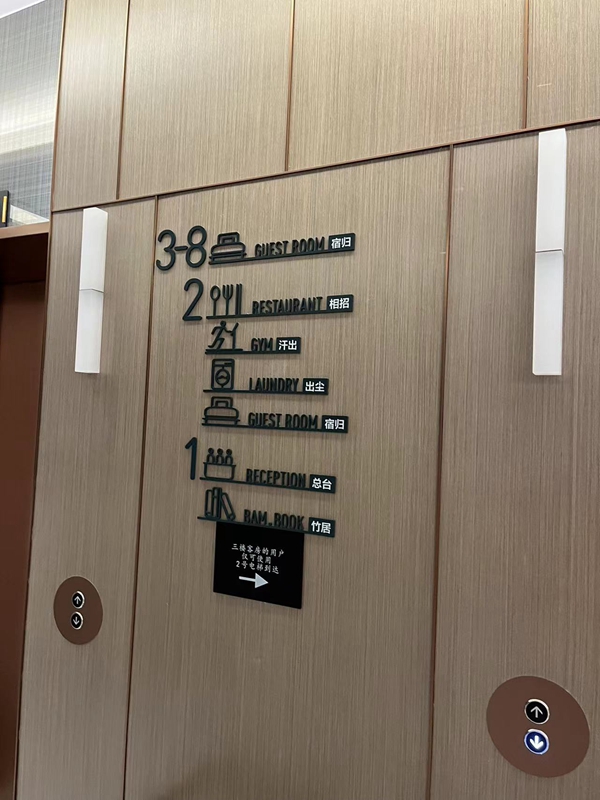 3-8 GUEST ROOM 宿归
2 RESTAURANT 相招
GYM 汗出
LAUNDRY 出尘
GUEST ROOM 宿归
1 RECEPTION 总台
BAM.BOOK 竹居
三楼客房的用户
仅可使用
2号电梯到达